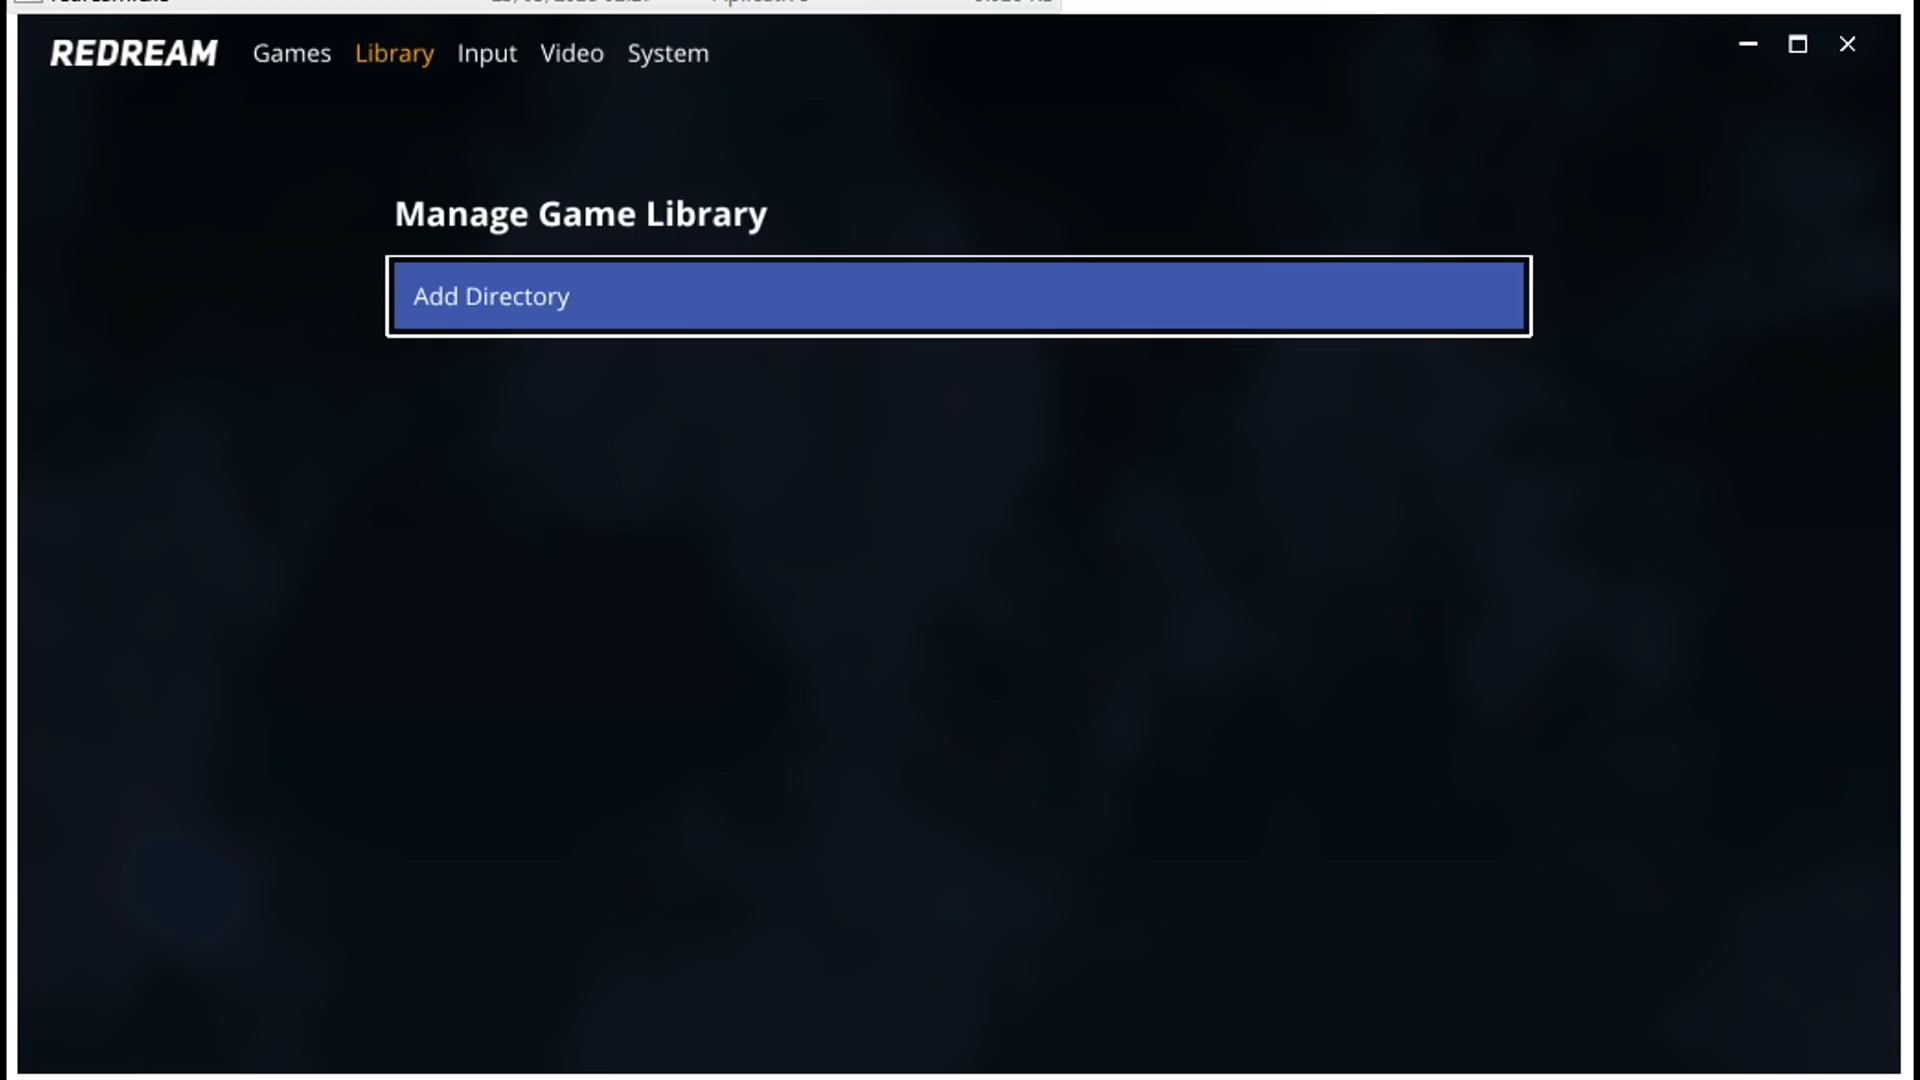 REDREAM Games Library Input Video System
Manage Game Library
Add Directory